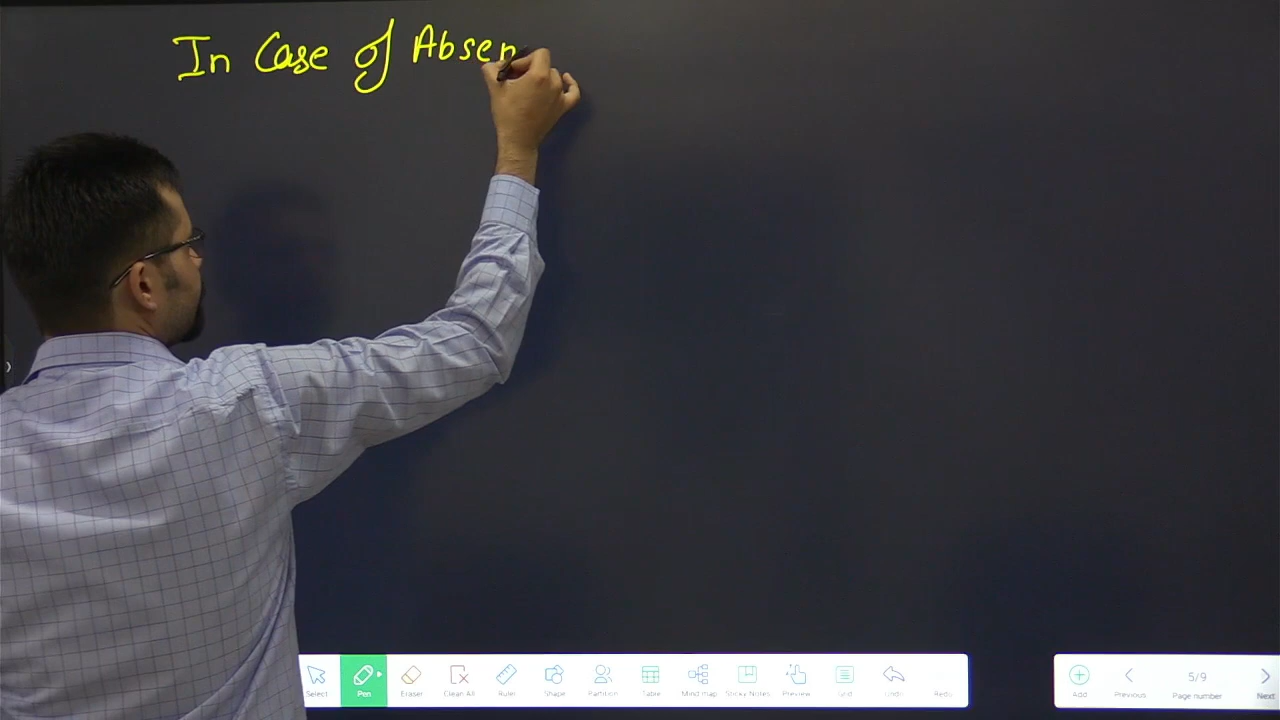 In Case of Absen
Select
Pen
Eraser
Clean All
Ruler
Shape
Partition
Table
Mind map
Sticky Notes
Preview
Grid
Undo
Redo
Add
Previous
5/9
Page number
Next